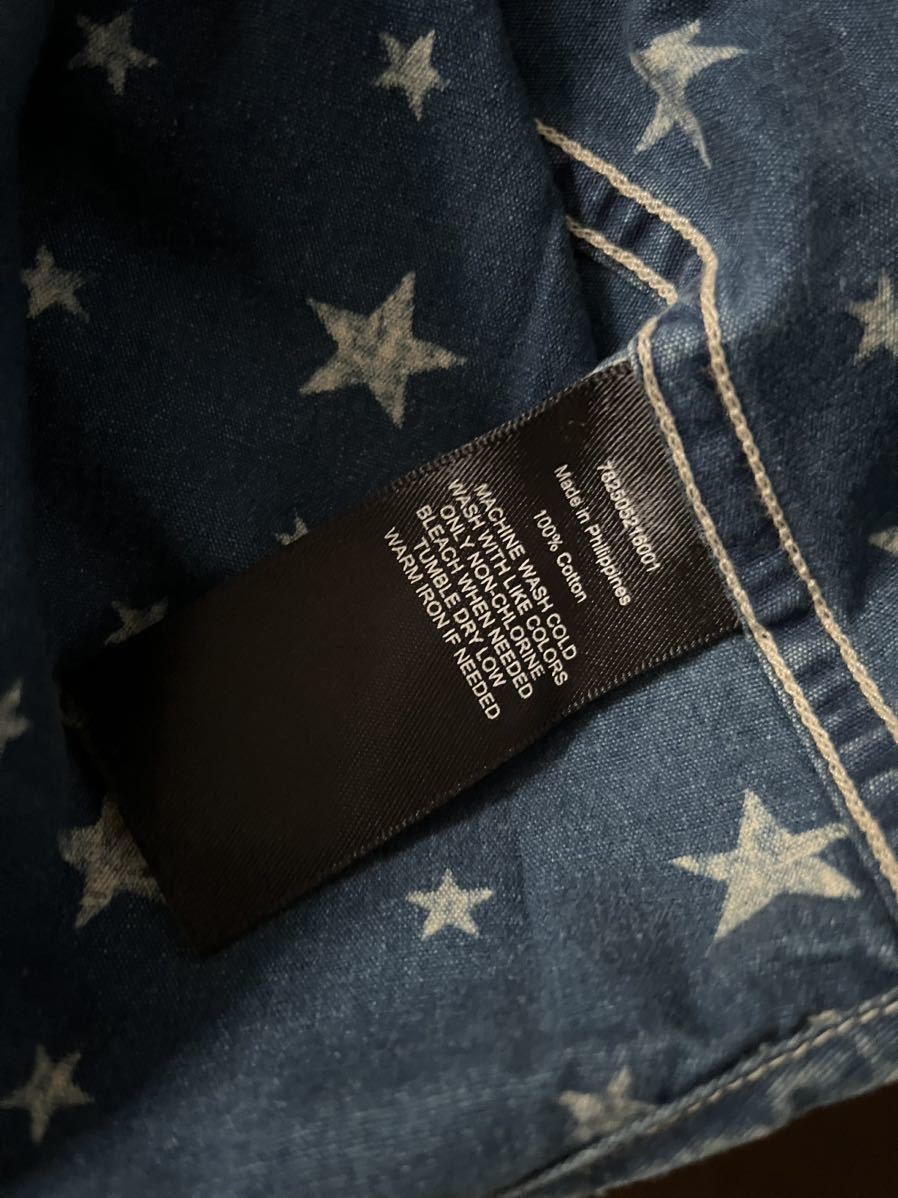 782505216001
Made in Philippines
100% Cotton
MACHINE WASH COLD
WASH WITH LIKE COLORS
ONLY NON-CHLORINE
BLEACH WHEN NEEDED
TUMBLE DRY LOW
WARM IRON IF NEEDED